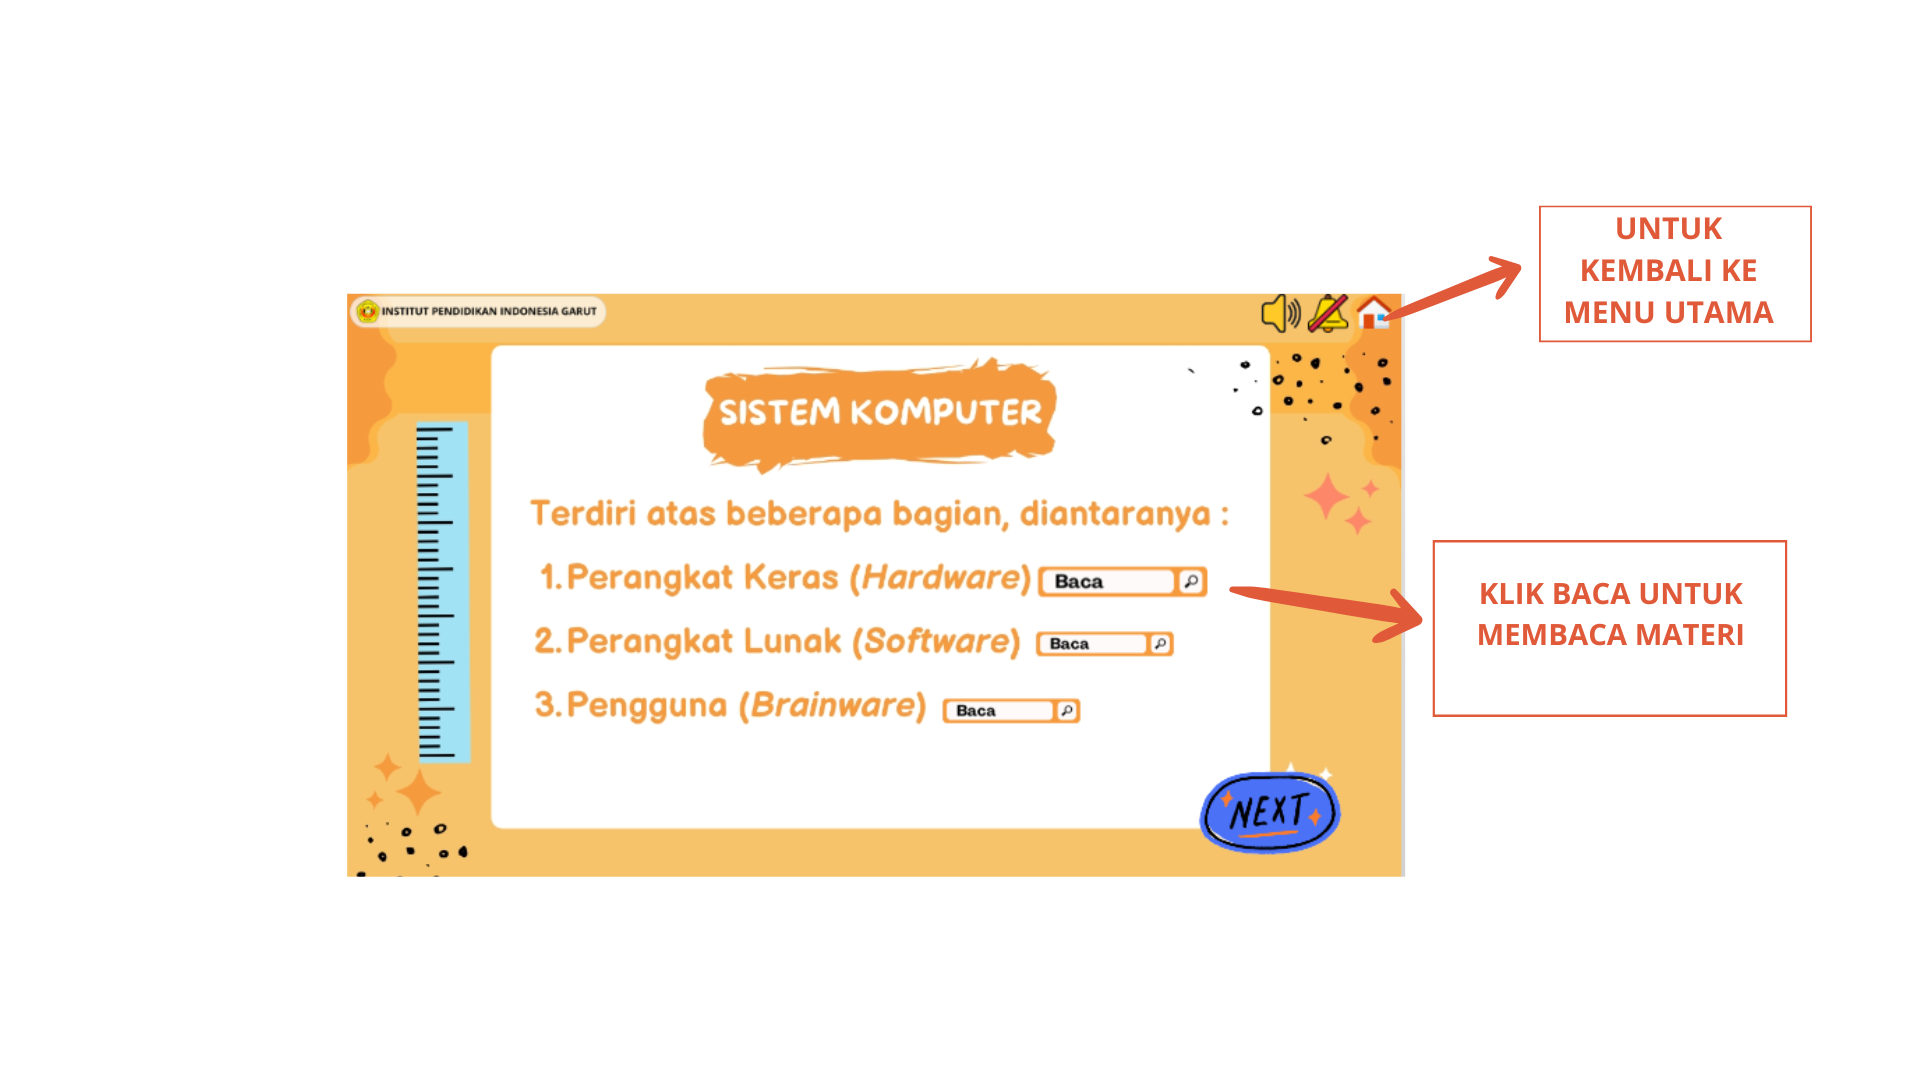 UNTUK
KEMBALI KE
MENU UTAMA
INSTITUT PENDIDIKAN INDONESIA GARUT
SISTEM KOMPUTER
Terdiri atas beberapa bagian, diantaranya :
1. Perangkat Keras (Hardware) Baca
2. Perangkat Lunak (Software) Baca
3. Pengguna (Brainware) Baca
KLIK BACA UNTUK
MEMBACA MATERI
NEXT